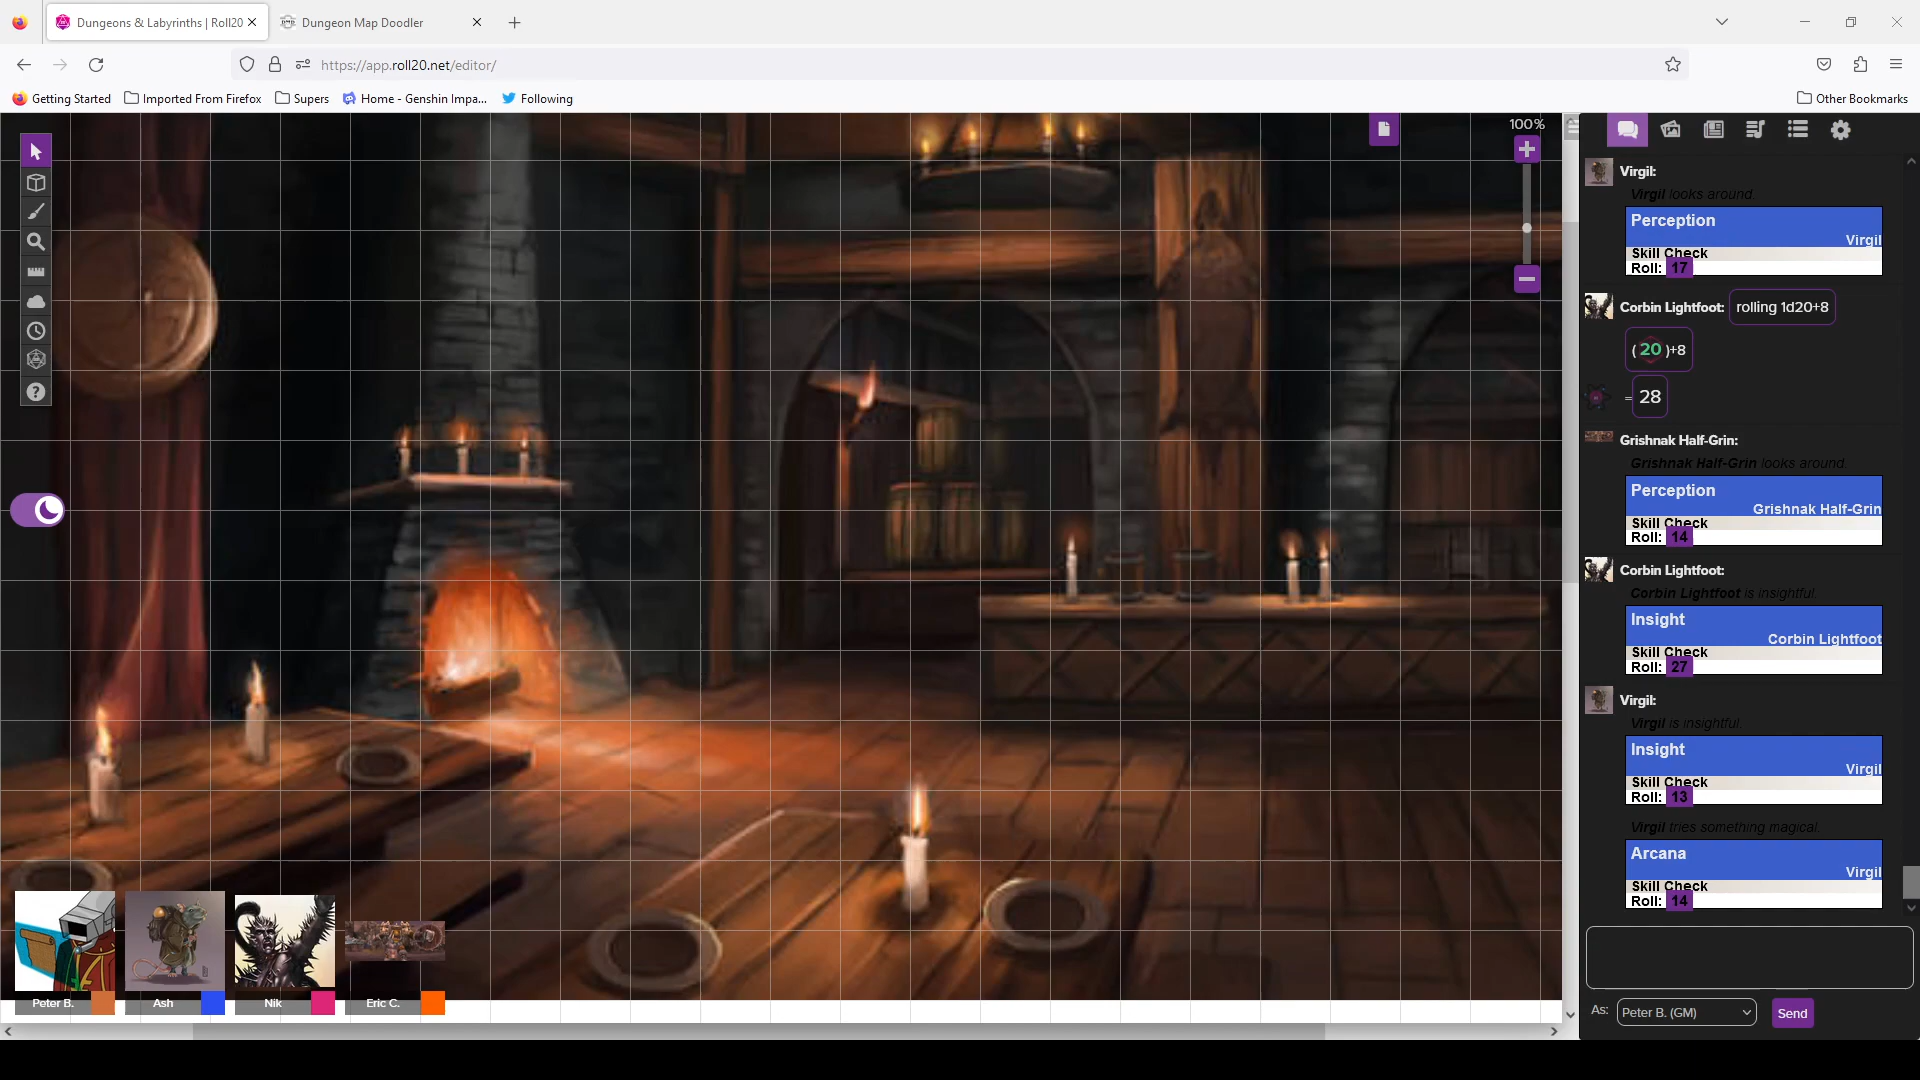 Dungeons & Labyrinths | Roll20
Dungeon Map Doodler
https://app.roll20.net/editor/
Getting Started
Imported From Firefox
Supers
Home - Genshin Impa...
Following
Other Bookmarks
100%
Virgil:
Virgil looks around
Perception
Virgil
Skill Check
Roll: 17
Corbin Lightfoot: rolling 1d20+8
(20)+8
=28
Grishnak Half-Grin:
Grishnak Half-Grin looks around.
Perception
Grishnak Half-Grin
Skill Check
Roll: 14
Corbin Lightfoot:
Corbin Lightfoot is insightful.
Insight
Corbin Lightfoot
Skill Check
Roll: 27
Virgil:
Virgil is insightful.
Insight
Virgil
Skill Check
Roll: 13
Virgil tries something magical.
Arcana
Virgil
Skill Check
Roll: 14
Peter B.
Ash
Nik
Eric C.
As: Peter B. (GM)
Send